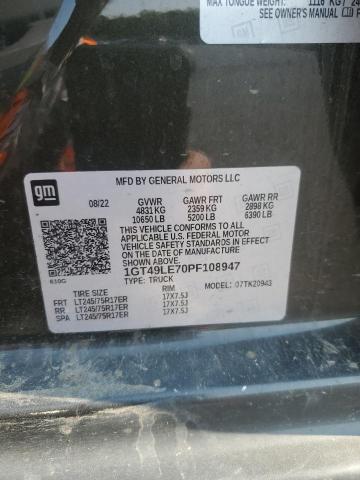 MAX TONGUE WEIGHT: 1116 KG / 24
SEE OWNER'S MANUAL
gm
MFD BY GENERAL MOTORS LLC
08/22 GVWR GAWR FRT GAWR RR
4831 KG 2359 KG 2898 KG
10650 LB 5200 LB 6390 LB
THIS VEHICLE CONFORMS TO ALL
APPLICABLE U.S. FEDERAL MOTOR
VEHICLE SAFETY STANDARDS IN
EFFECT ON THE DATE OF
MANUFACTURE SHOWN ABOVE.
1GT49LE70PF108947
TYPE: TRUCK
MODEL: 07TK20943
TIRE SIZE RIM
FRT LT245/75R17ER 17X7.5J
RR LT245/75R17ER 17X7.5J
SPA LT245/75R17ER 17X7.5J